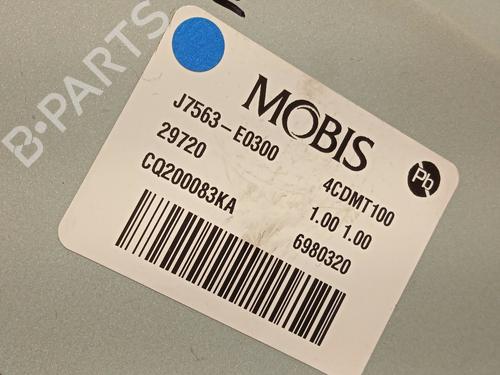 B-PARTS
MOBIS
J7563-E0300
4CDMT100
29720
1.00 1.00
CQ200083KA
6980320
Pb